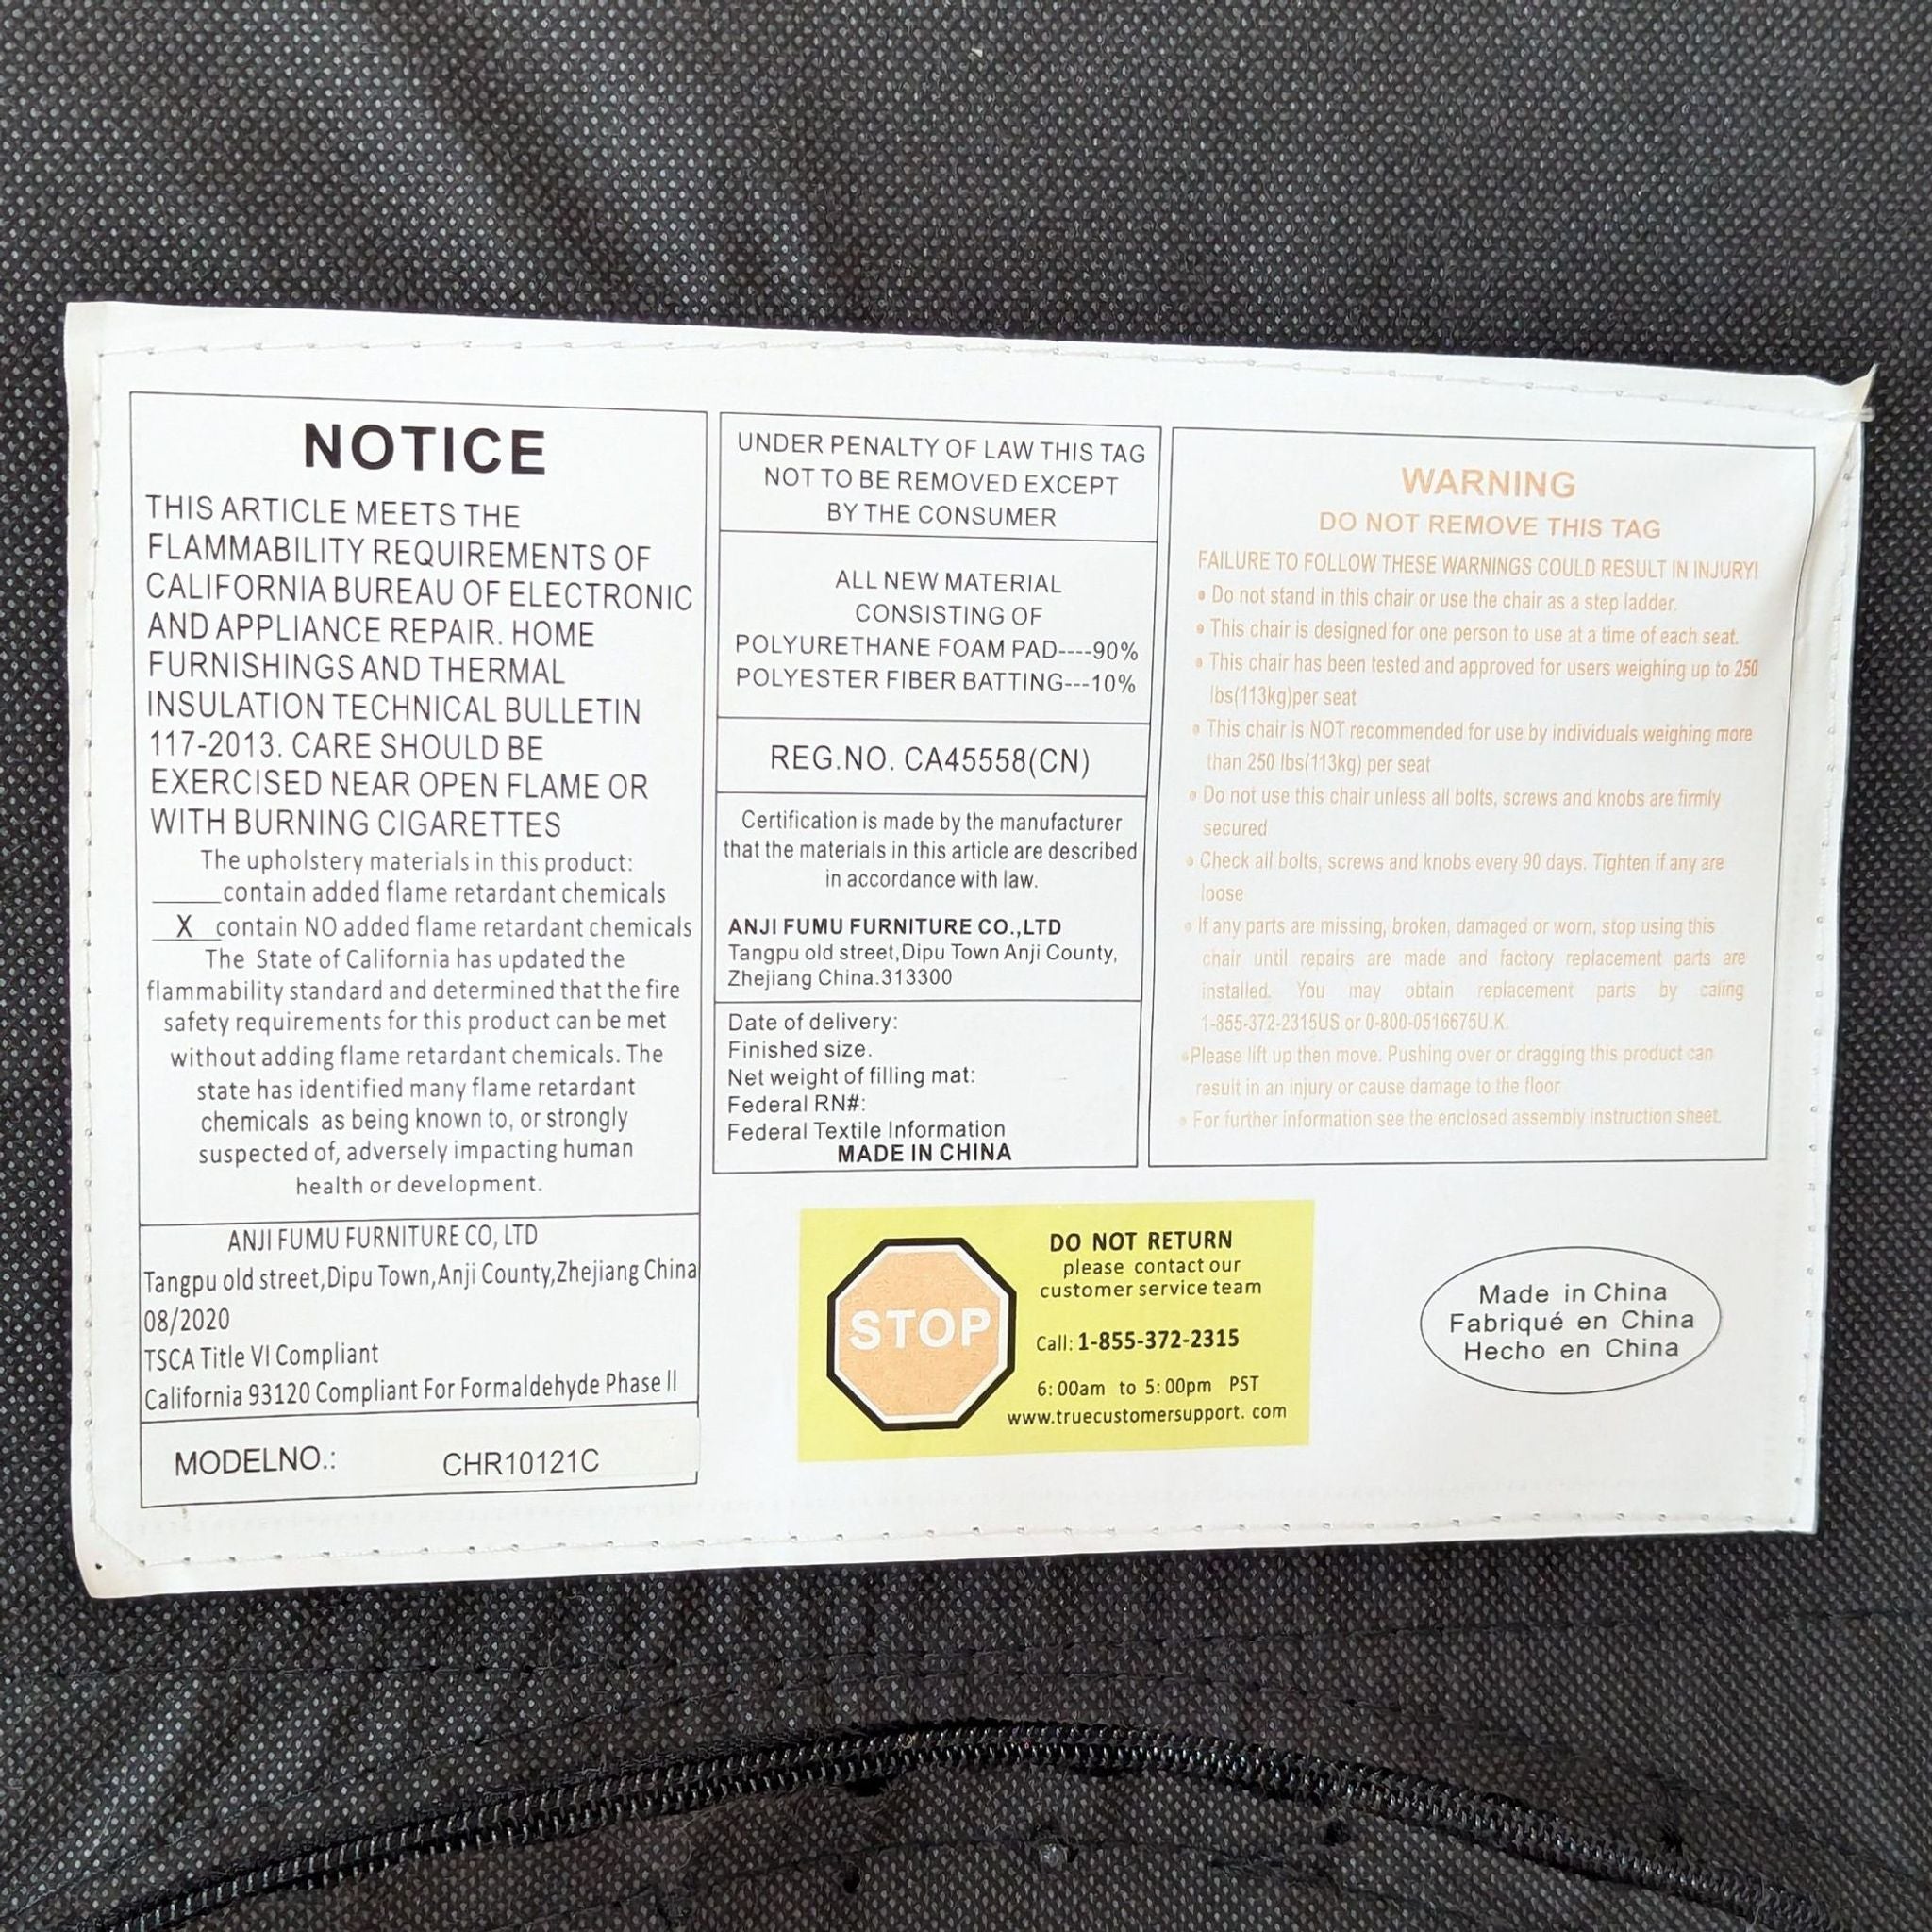 NOTICE
THIS ARTICLE MEETS THE
FLAMMABILITY REQUIREMENTS OF
CALIFORNIA BUREAU OF ELECTRONIC
AND APPLIANCE REPAIR. HOME
FURNISHINGS AND THERMAL
INSULATION TECHNICAL BULLETIN
117-2013. CARE SHOULD BE
EXERCISED NEAR OPEN FLAME OR
WITH BURNING CIGARETTES
The upholstery materials in this product:
______contain added flame retardant chemicals
__X__contain NO added flame retardant chemicals
The State of California has updated the
flammability standard and determined that the fire
safety requirements for this product can be met
without adding flame retardant chemicals. The
state has identified many flame retardant
chemicals as being known to, or strongly
suspected of, adversely impacting human
health or development.
ANJI FUMU FURNITURE CO, LTD
Tangpu old street,Dipu Town,Anji County,Zhejiang China
08/2020
TSCA Title VI Compliant
California 93120 Compliant For Formaldehyde Phase II
MODELNO.: CHR10121C
UNDER PENALTY OF LAW THIS TAG
NOT TO BE REMOVED EXCEPT
BY THE CONSUMER
ALL NEW MATERIAL
CONSISTING OF
POLYURETHANE FOAM PAD----90%
POLYESTER FIBER BATTING---10%
REG.NO. CA45558(CN)
Certification is made by the manufacturer
that the materials in this article are described
in accordance with law.
ANJI FUMU FURNITURE CO.,LTD
Tangpu old street,Dipu Town Anji County,
Zhejiang China.313300
Date of delivery:
Finished size.
Net weight of filling mat:
Federal RN#:
Federal Textile Information
MADE IN CHINA
WARNING
DO NOT REMOVE THIS TAG
FAILURE TO FOLLOW THESE WARNINGS COULD RESULT IN INJURY!
• Do not stand in this chair or use the chair as a step ladder.
• This chair is designed for one person to use at a time of each seat.
• This chair has been tested and approved for users weighing up to 250
lbs(113kg)per seat
• This chair is NOT recommended for use by individuals weighing more
than 250 lbs(113kg) per seat
• Do not use this chair unless all bolts, screws and knobs are firmly
secured
• Check all bolts, screws and knobs every 90 days. Tighten if any are
loose
• If any parts are missing, broken, damaged or worn, stop using this
chair until repairs are made and factory replacement parts are
installed. You may obtain replacement parts by caling
1-855-372-2315US or 0-800-0516675U.K.
•Please lift up then move. Pushing over or dragging this product can
result in an injury or cause damage to the floor
• For further information see the enclosed assembly instruction sheet.
STOP
DO NOT RETURN
please contact our
customer service team
Call: 1-855-372-2315
6:00am to 5:00pm PST
www.truecustomersupport. com
Made in China
Fabriqué en China
Hecho en China